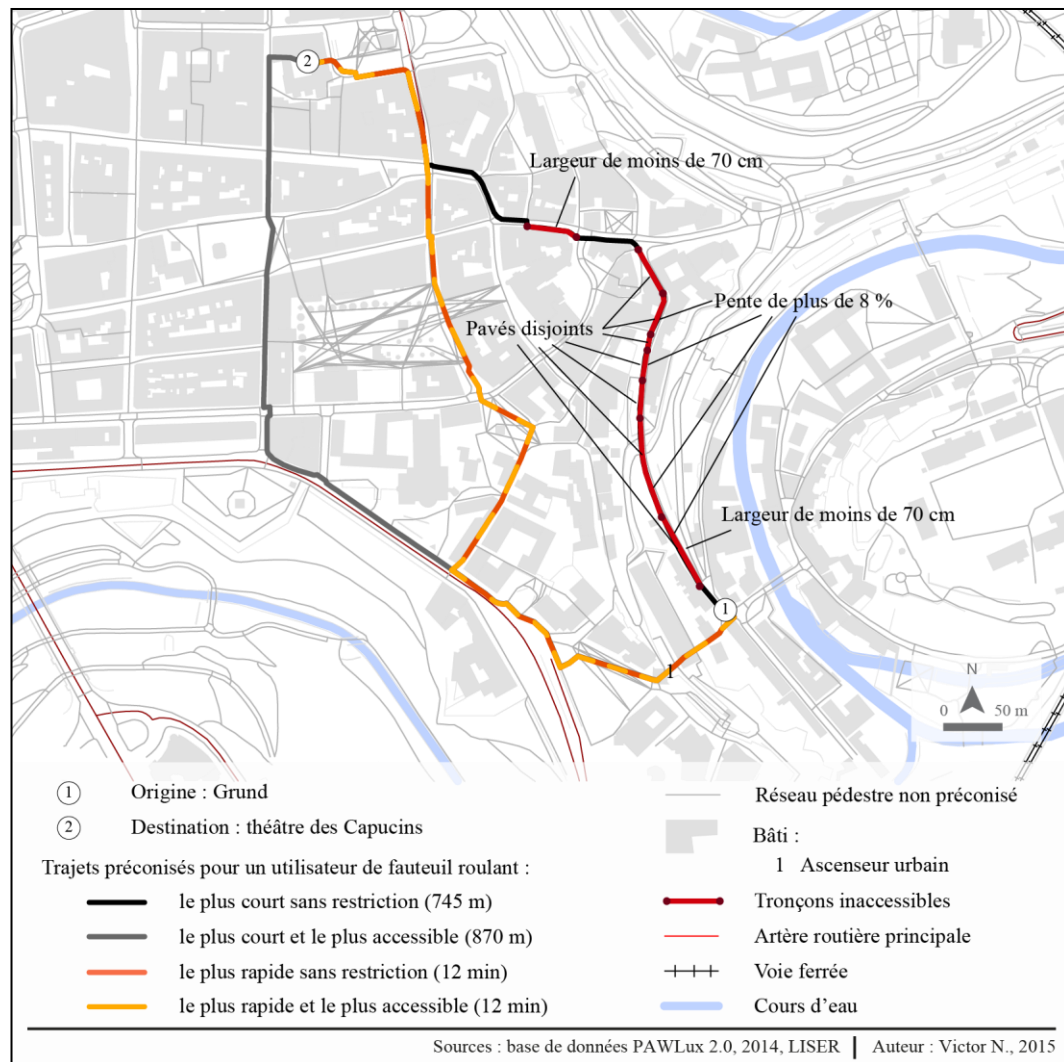 2
Largeur de moins de 70 cm
Pente de plus de 8 %
Pavés disjoints
Largeur de moins de 70 cm
1
1
N
0 50 m
1 Origine : Grund
2 Destination : théâtre des Capucins
Trajets préconisés pour un utilisateur de fauteuil roulant :
le plus court sans restriction (745 m)
le plus court et le plus accessible (870 m)
le plus rapide sans restriction (12 min)
le plus rapide et le plus accessible (12 min)
Réseau pédestre non préconisé
Bâti :
1 Ascenseur urbain
Tronçons inaccessibles
Artère routière principale
Voie ferrée
Cours d’eau
Sources : base de données PAWLux 2.0, 2014, LISER | Auteur : Victor N., 2015